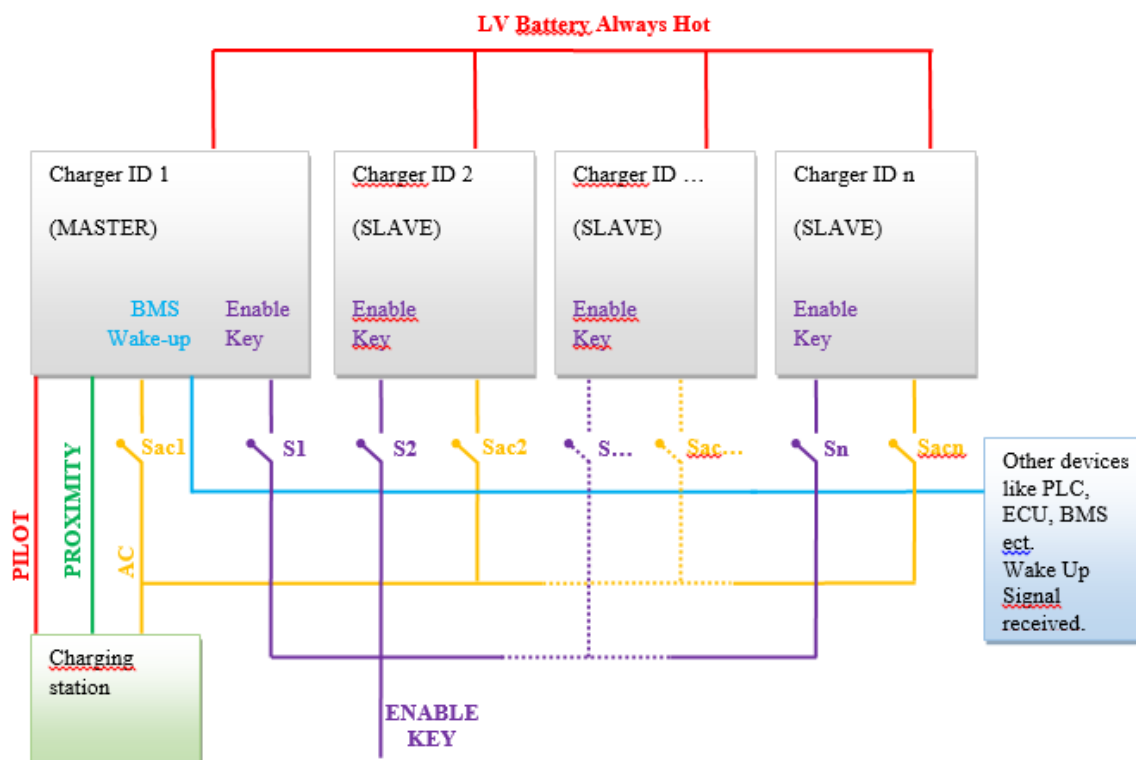 LV Battery Always Hot
Charger ID 1
(MASTER)
BMS
Wake-up
Enable
Key
Charger ID 2
(SLAVE)
Enable
Key
Charger ID ...
(SLAVE)
Enable
Key
Charger ID n
(SLAVE)
Enable
Key
Sac1
S1
S2
Sac2
S...
Sac...
Sn
Sacn
PILOT
PROXIMITY
AC
Other devices
like PLC,
ECU, BMS
ect.
Wake Up
Signal
received.
Charging
station
ENABLE
KEY